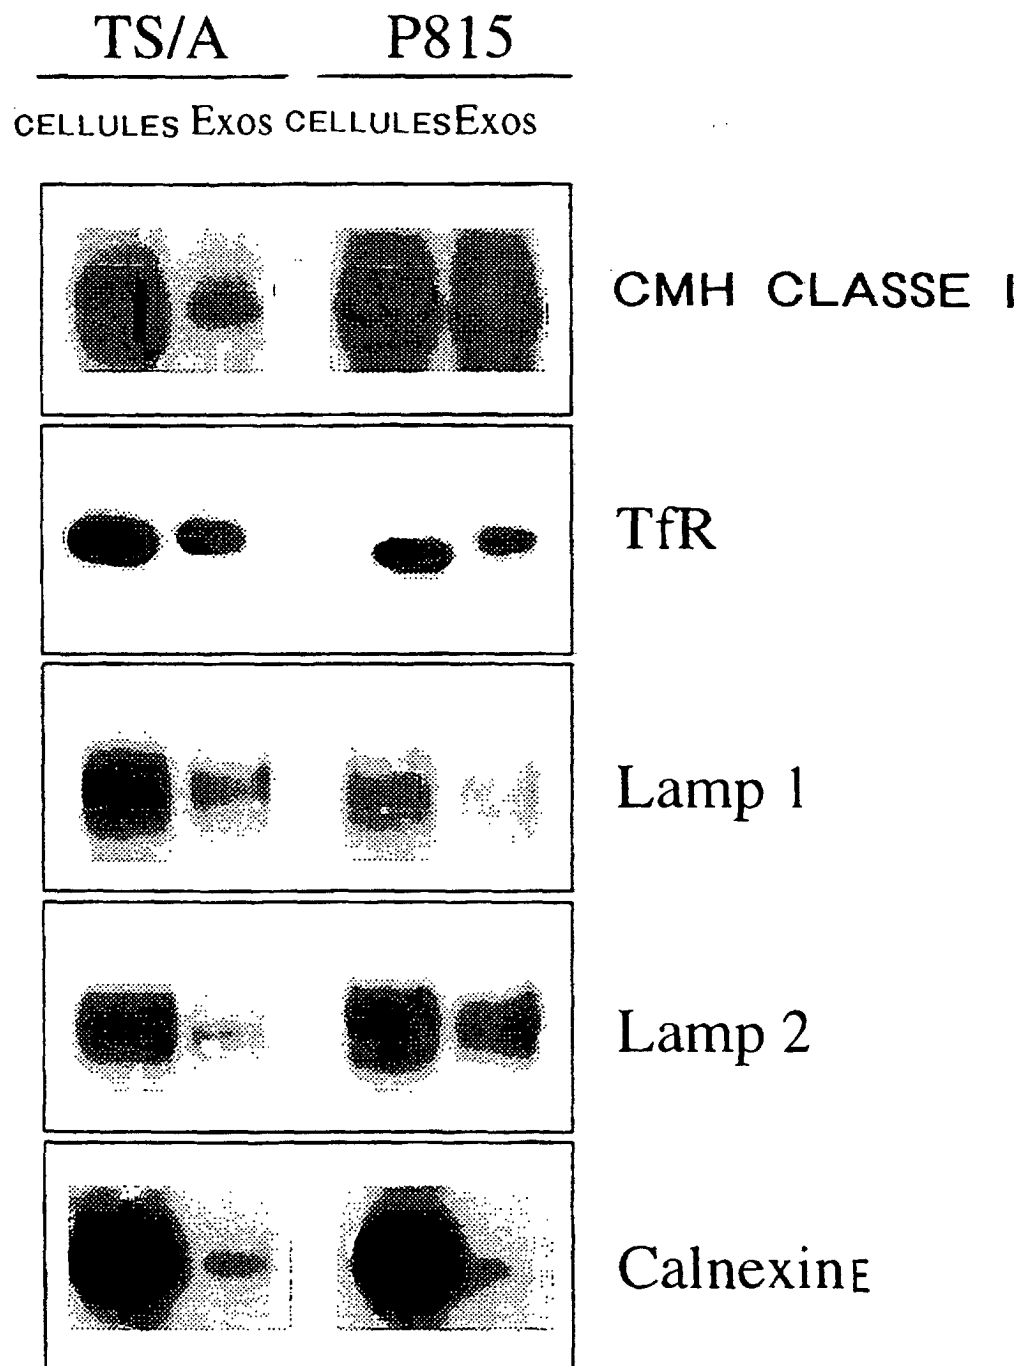 TS/A P815
CELLULES Exos CELLULES Exos
CMH CLASSE I
TfR
Lamp 1
Lamp 2
CalnexinE